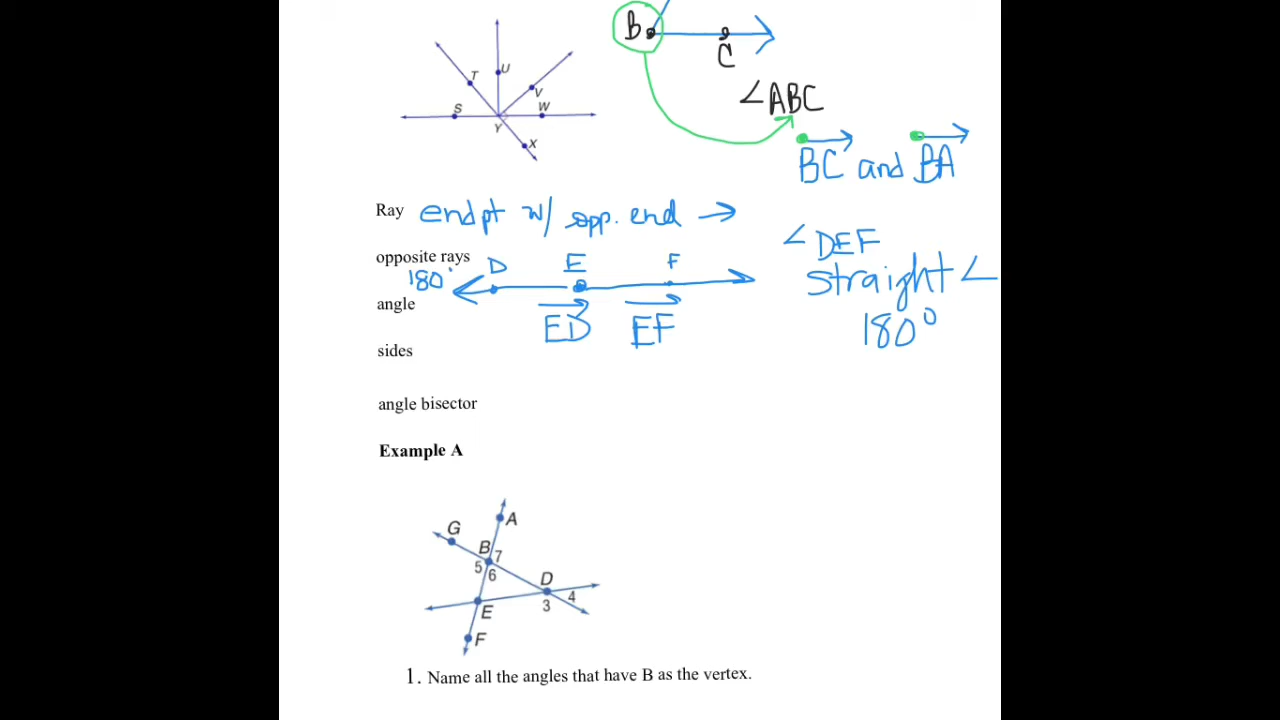 B
C
T
U
V
S
W
Y
X
∠ABC
BC and BA
Ray endpt w/ opp. end →
opposite rays
180°
D
E
F
ED
EF
∠DEF
straight ∠
180°
angle
sides
angle bisector
Example A
G
A
B
7
5
6
D
4
3
E
F
1. Name all the angles that have B as the vertex.